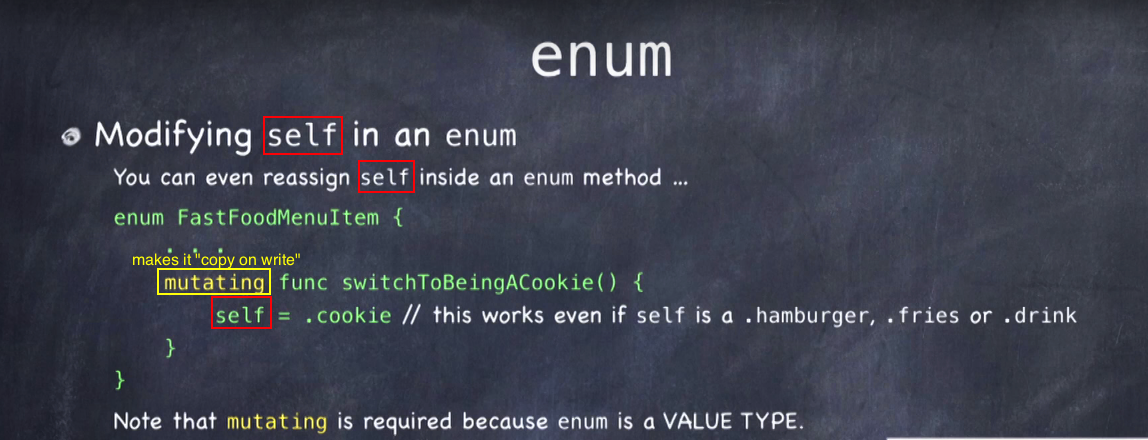 enum
Modifying self in an enum
You can even reassign self inside an enum method ...
enum FastFoodMenuItem {
. . .
makes it "copy on write"
mutating func switchToBeingACookie() {
self = .cookie // this works even if self is a .hamburger, .fries or .drink
}
}
Note that mutating is required because enum is a VALUE TYPE.